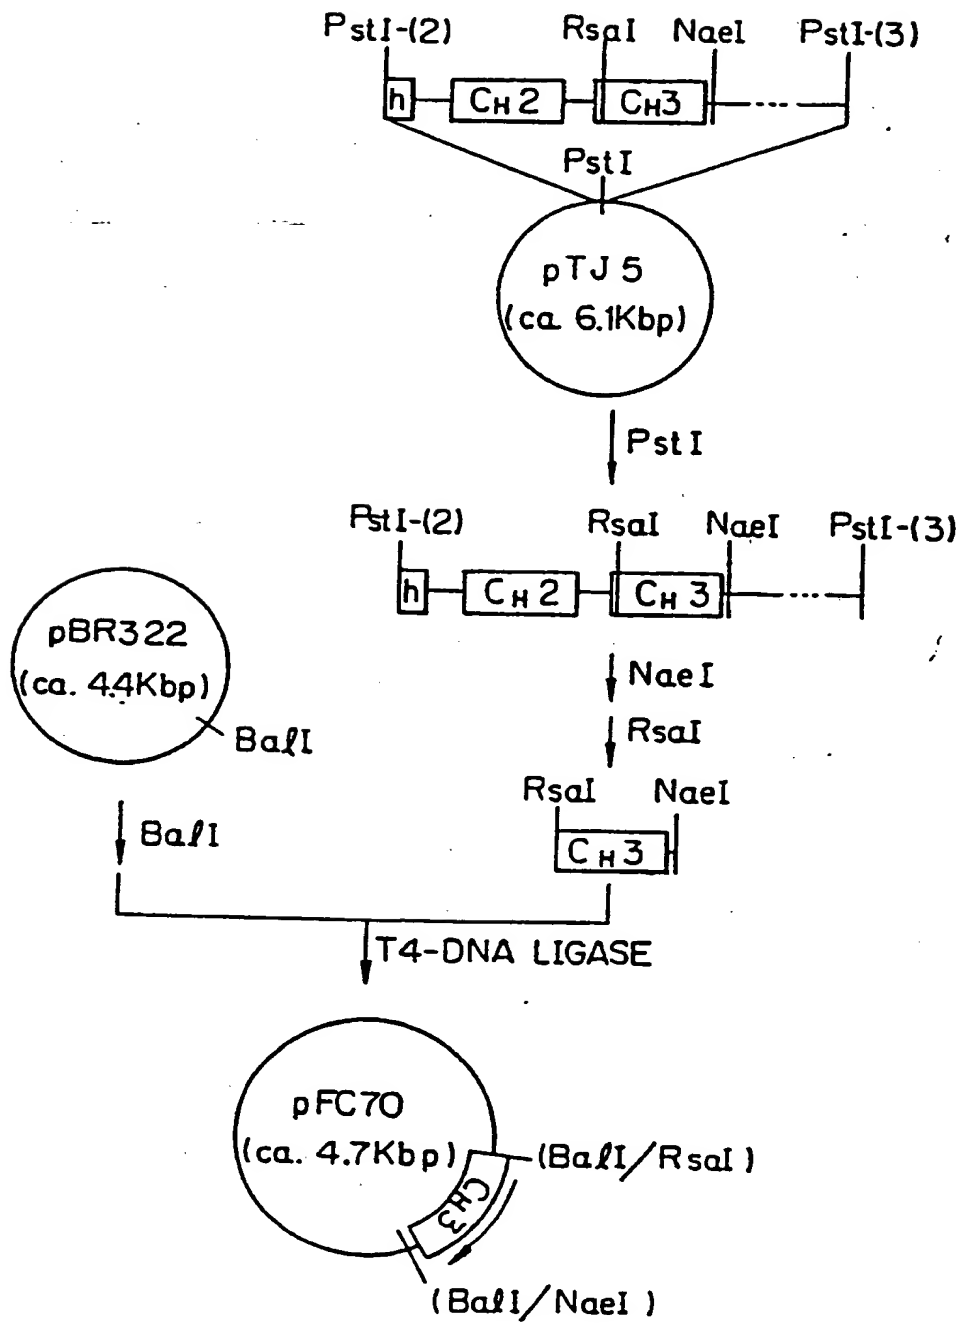 PstI-(2) RsaI NaeI PstI-(3)
h CH2 CH3
PstI
pTJ5
(ca. 6.1Kbp)
PstI
PstI-(2) RsaI NaeI PstI-(3)
h CH2 CH3
pBR322
(ca. 4.4Kbp)
BalI
NaeI
RsaI
RsaI NaeI
CH3
BalI
T4-DNA LIGASE
pFC70
(ca. 4.7Kbp)
(BalI/RsaI)
CH3
(BalI/NaeI)